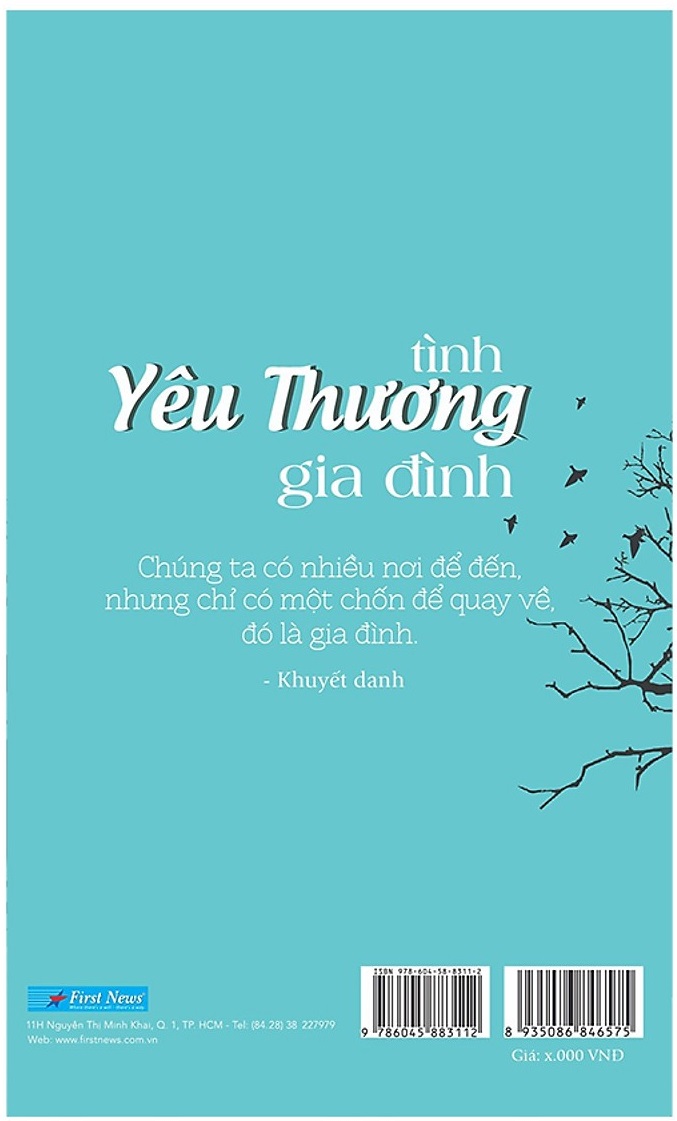 tình
Yêu Thương
gia đình
Chúng ta có nhiều nơi để đến,
nhưng chỉ có một chốn để quay về,
đó là gia đình.
- Khuyết danh
First News
Where there's a will - there's a way
11H Nguyễn Thị Minh Khai, Q. 1, TP. HCM - Tel: (84.28) 38 227979
Web: www.firstnews.com.vn
ISBN 978-604-58-8311-2
9 786045 883112
8 935086 846575
Giá: x.000 VNĐ